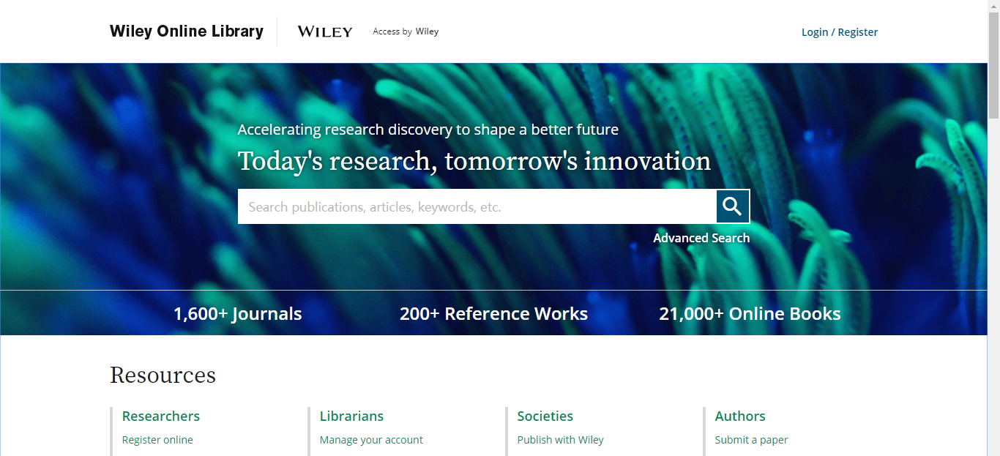 Wiley Online Library
WILEY
Access by Wiley
Login / Register
Accelerating research discovery to shape a better future
Today's research, tomorrow's innovation
Search publications, articles, keywords, etc.
Advanced Search
1,600+ Journals
200+ Reference Works
21,000+ Online Books
Resources
Researchers
Register online
Librarians
Manage your account
Societies
Publish with Wiley
Authors
Submit a paper